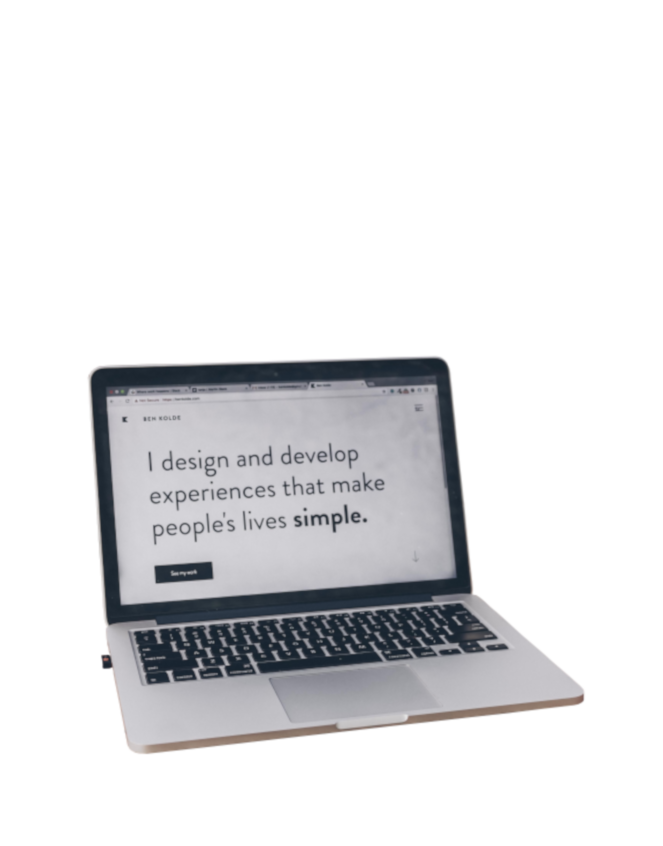 BEN KOLDE
I design and develop
experiences that make
people's lives simple.
See my work